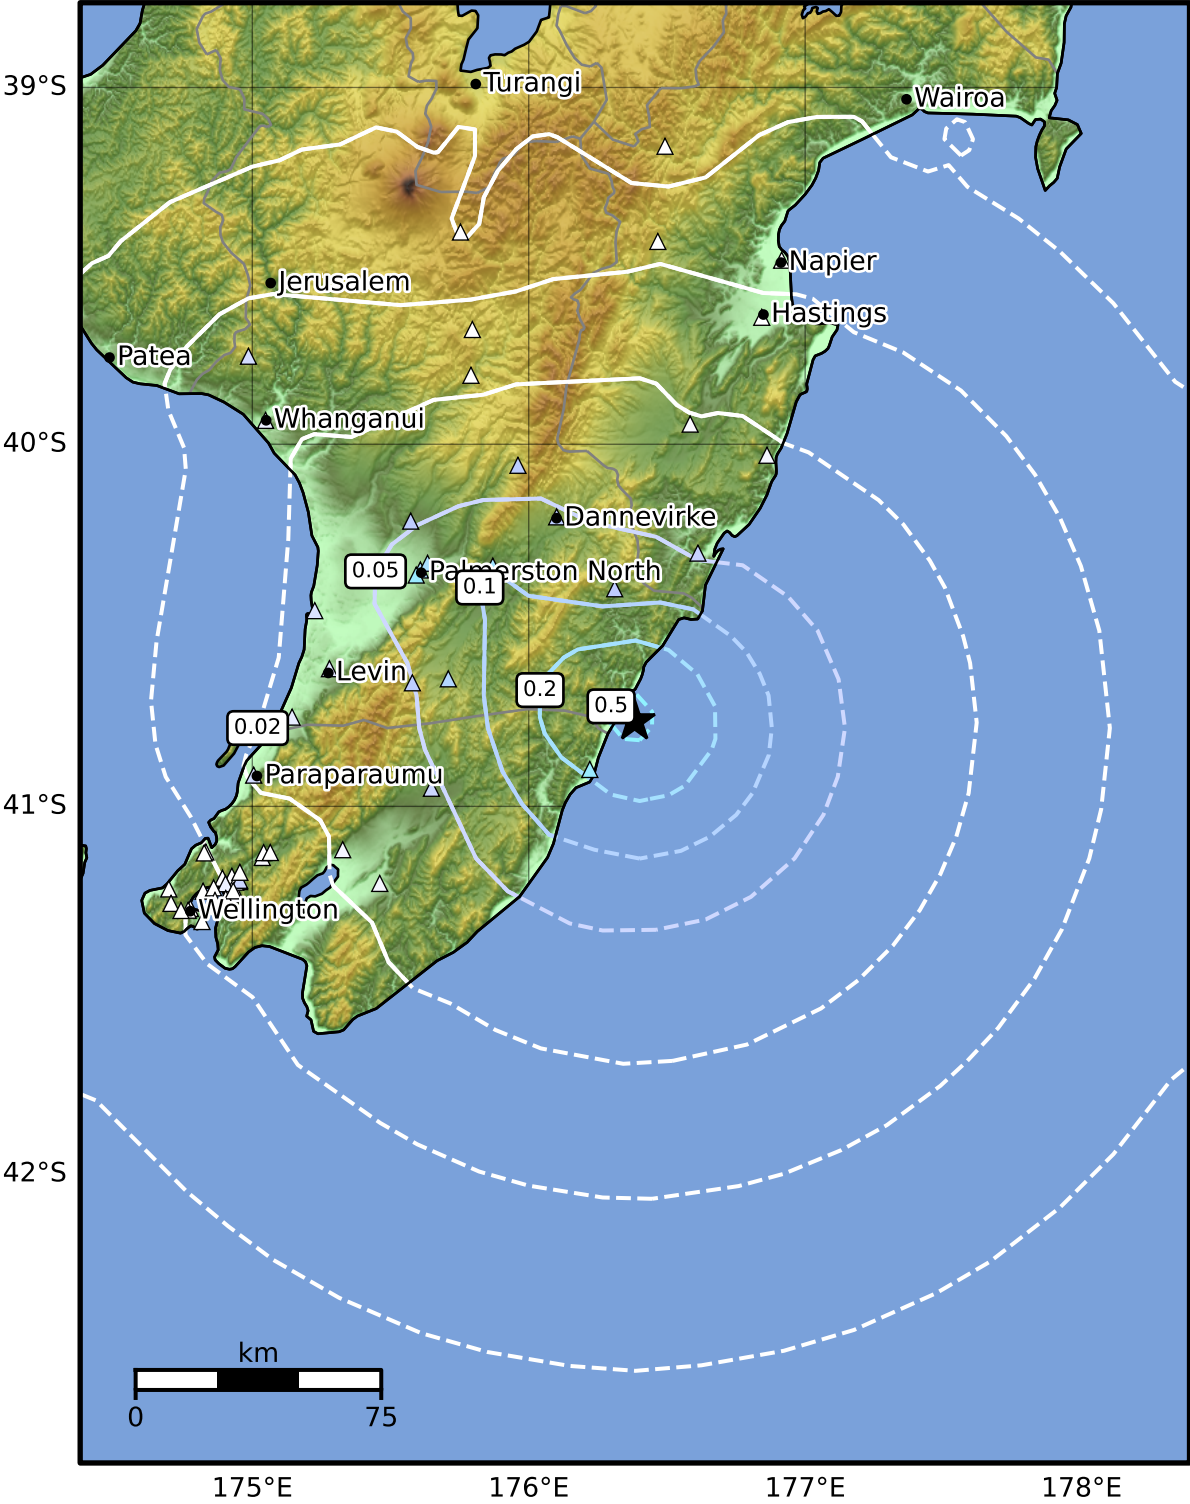 Turangi
39°S
Wairoa
Napier
Jerusalem
Hastings
Patea
Whanganui
40°S
Dannevirke
0.05
Palmerston North
0.1
Levin
0.2
0.5
0.02
Paraparaumu
41°S
Wellington
42°S
km
0
75
175°E
176°E
177°E
178°E